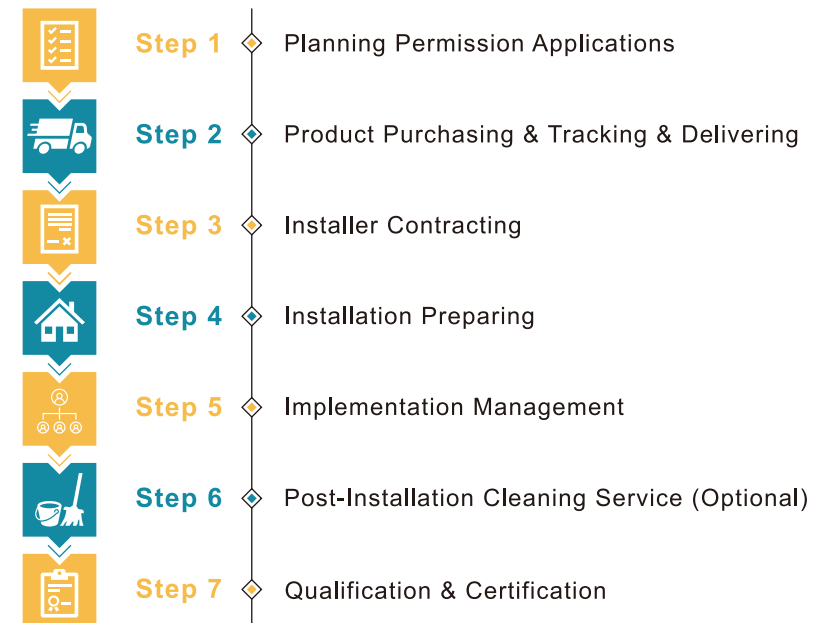 Step 1 Planning Permission Applications
Step 2 Product Purchasing & Tracking & Delivering
Step 3 Installer Contracting
Step 4 Installation Preparing
Step 5 Implementation Management
Step 6 Post-Installation Cleaning Service (Optional)
Step 7 Qualification & Certification